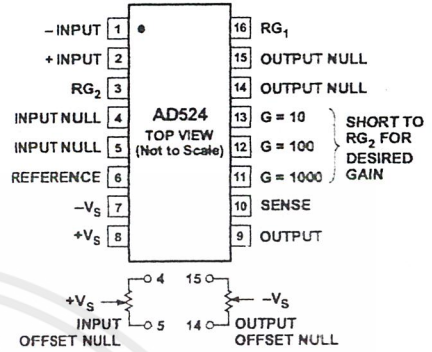 –INPUT 1
+INPUT 2
RG2 3
INPUT NULL 4
INPUT NULL 5
REFERENCE 6
–VS 7
+VS 8
AD524
TOP VIEW
(Not to Scale)
16 RG1
15 OUTPUT NULL
14 OUTPUT NULL
13 G = 10
12 G = 100
11 G = 1000
10 SENSE
9 OUTPUT
SHORT TO
RG2 FOR
DESIRED
GAIN
4
+VS
5
INPUT
OFFSET NULL
15
–VS
14
OUTPUT
OFFSET NULL